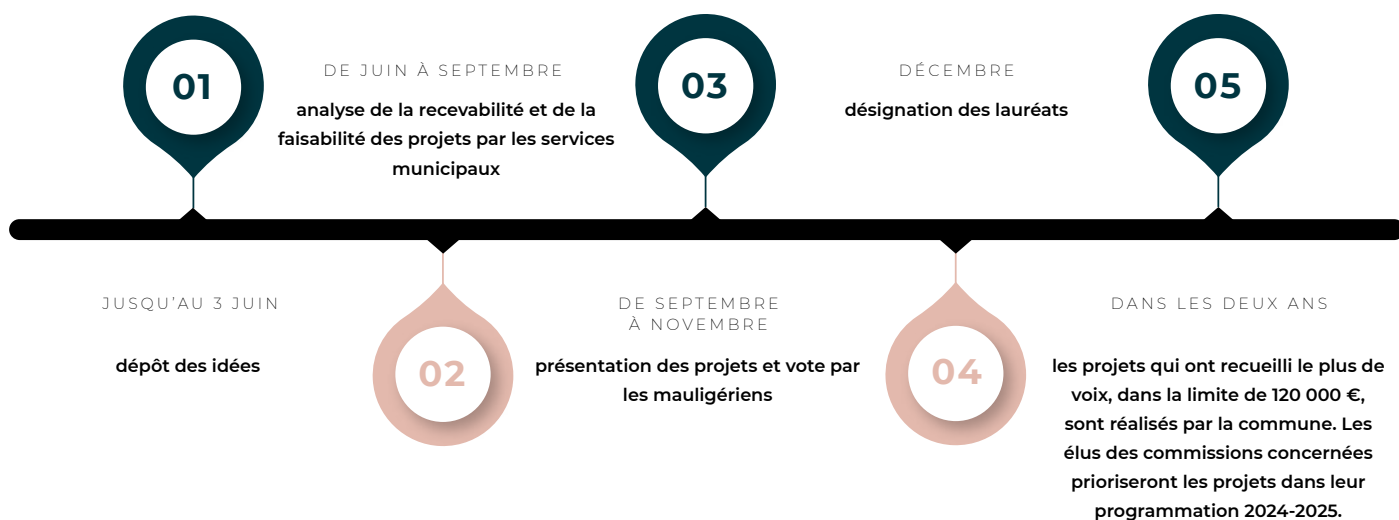 01
JUSQU'AU 3 JUIN
dépôt des idées
02
DE JUIN À SEPTEMBRE
analyse de la recevabilité et de la
faisabilité des projets par les services
municipaux
03
DE SEPTEMBRE
À NOVEMBRE
présentation des projets et vote par
les mauligériens
04
DÉCEMBRE
désignation des lauréats
05
DANS LES DEUX ANS
les projets qui ont recueilli le plus de
voix, dans la limite de 120 000 €,
sont réalisés par la commune. Les
élus des commissions concernées
prioriseront les projets dans leur
programmation 2024-2025.